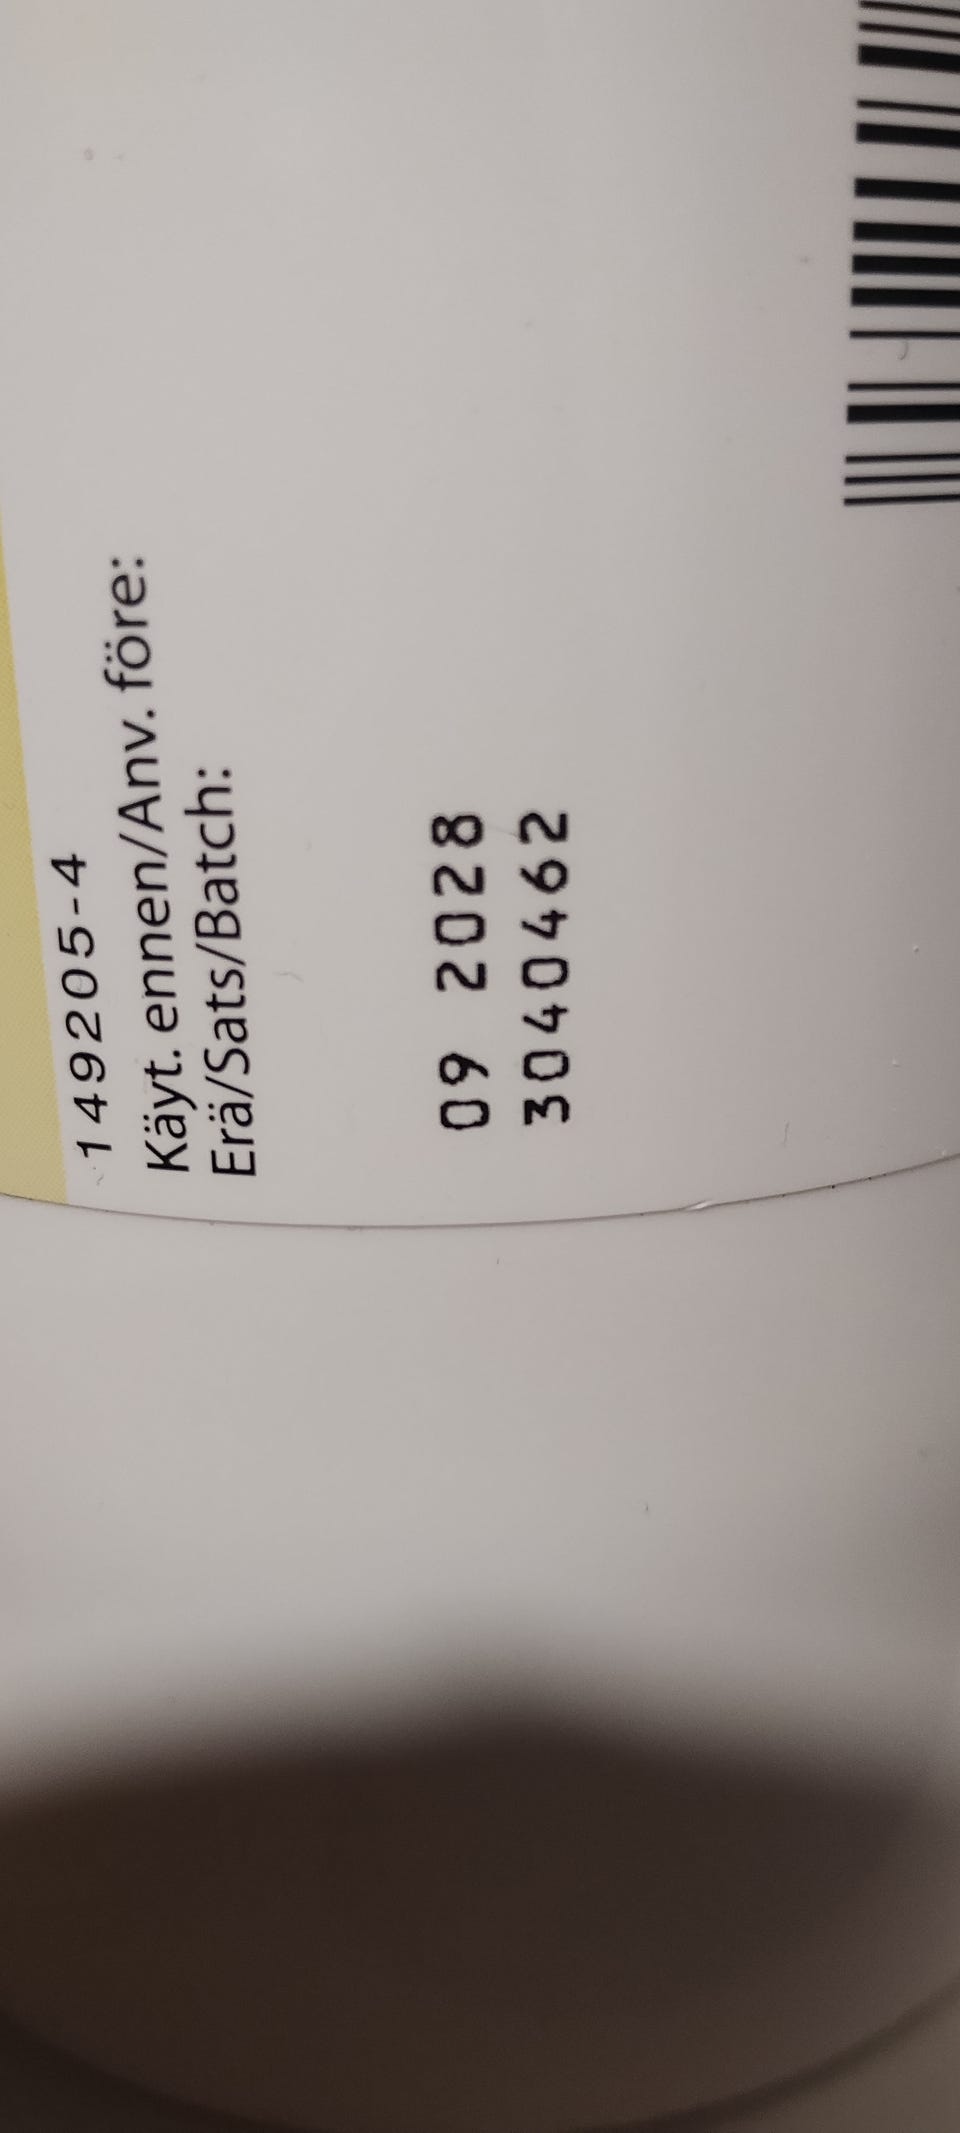 149205-4
Käyt. ennen/Anv. före:
Erä/Sats/Batch:
09 2028
3040462